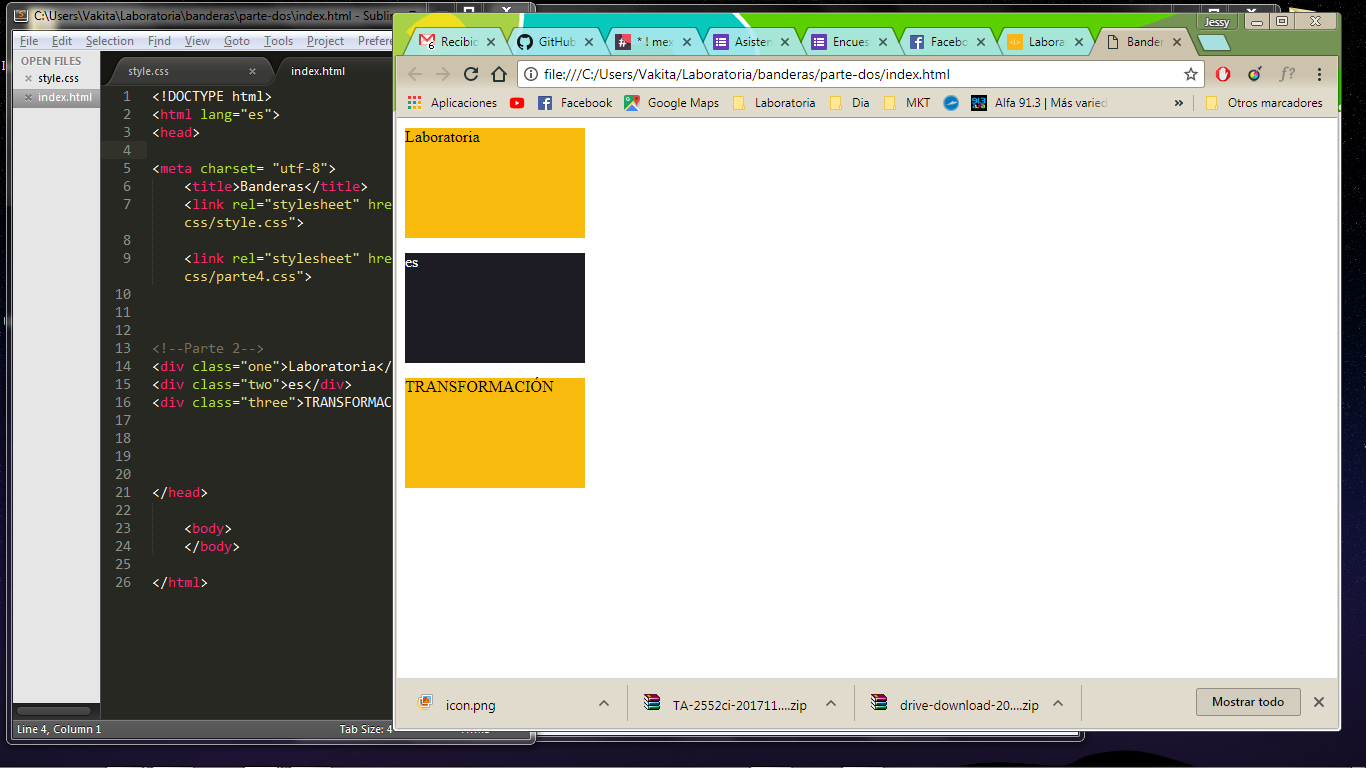 C:\Users\Vakita\Laboratoria\banderas\parte-dos\index.html - Sublim
File Edit Selection Find View Goto Tools Project Prefere
OPEN FILES
style.css
index.html
style.css
index.html
1 <!DOCTYPE html>
2 <html lang="es">
3 <head>
4
5 <meta charset= "utf-8">
6 <title>Banderas</title>
7 <link rel="stylesheet" hre
css/style.css">
8
9 <link rel="stylesheet" hre
css/parte4.css">
10
11
12
13 <!--Parte 2-->
14 <div class="one">Laboratoria</
15 <div class="two">es</div>
16 <div class="three">TRANSFORMAC
17
18
19
20
21 </head>
22
23 <body>
24 </body>
25
26 </html>
Line 4, Column 1
Tab Size: 4
Jessy
6 Recibic
GitHub
* ! mex
Asisten
Encues
Facebo
Labora
Bander
file:///C:/Users/Vakita/Laboratoria/banderas/parte-dos/index.html
f?
Aplicaciones
Facebook
Google Maps
Laboratoria
Dia
MKT
Alfa 91.3 | Más varied
»
Otros marcadores
Laboratoria
es
TRANSFORMACIÓN
icon.png
TA-2552ci-201711....zip
drive-download-20....zip
Mostrar todo